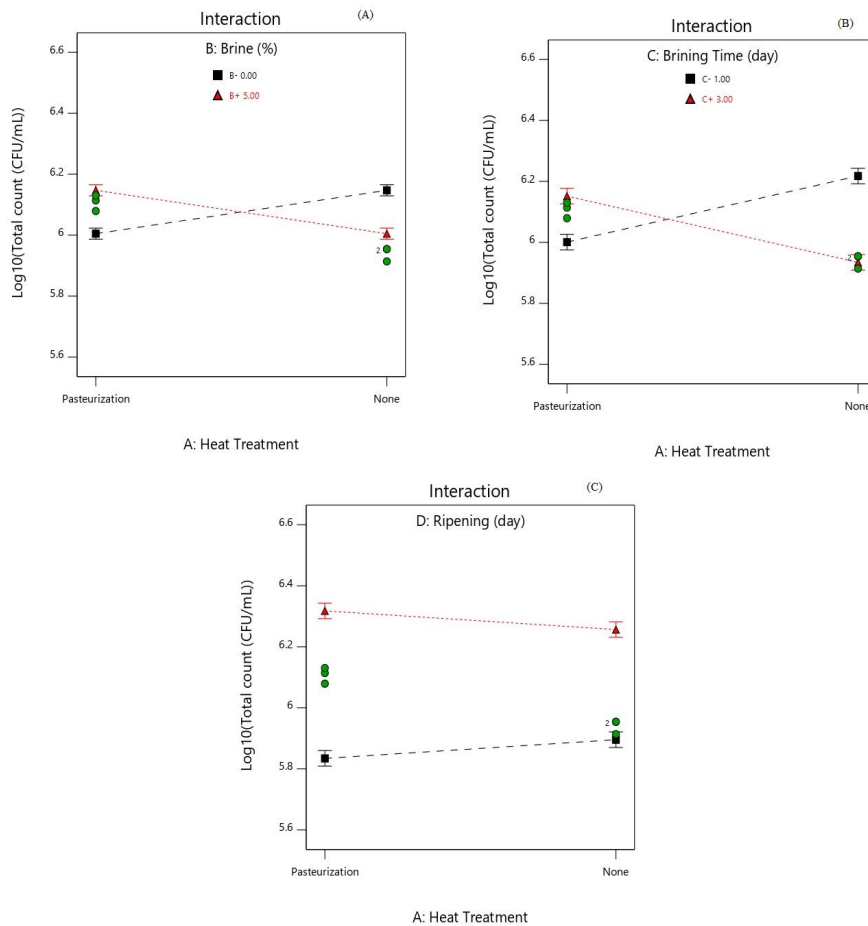 Interaction (A)
B: Brine (%)
B- 0.00
B+ 5.00
Log10(Total count (CFU/mL))
6.6
6.4
6.2
6
5.8
5.6
2
Pasteurization None
A: Heat Treatment
Interaction (B)
C: Brining Time (day)
C- 1.00
C+ 3.00
Log10(Total count (CFU/mL))
6.6
6.4
6.2
6
5.8
5.6
2
Pasteurization None
A: Heat Treatment
Interaction (C)
D: Ripening (day)
Log10(Total count (CFU/mL))
6.6
6.4
6.2
6
5.8
5.6
2
Pasteurization None
A: Heat Treatment